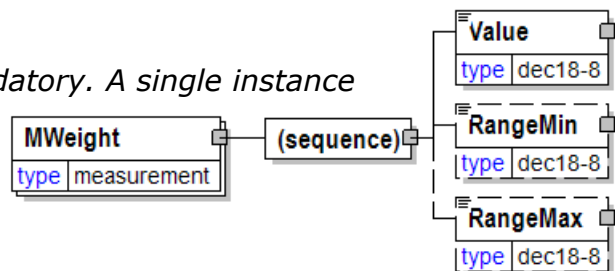 datory. A single instance
MWeight
type measurement
(sequence)
Value
type dec18-8
RangeMin
type dec18-8
RangeMax
type dec18-8